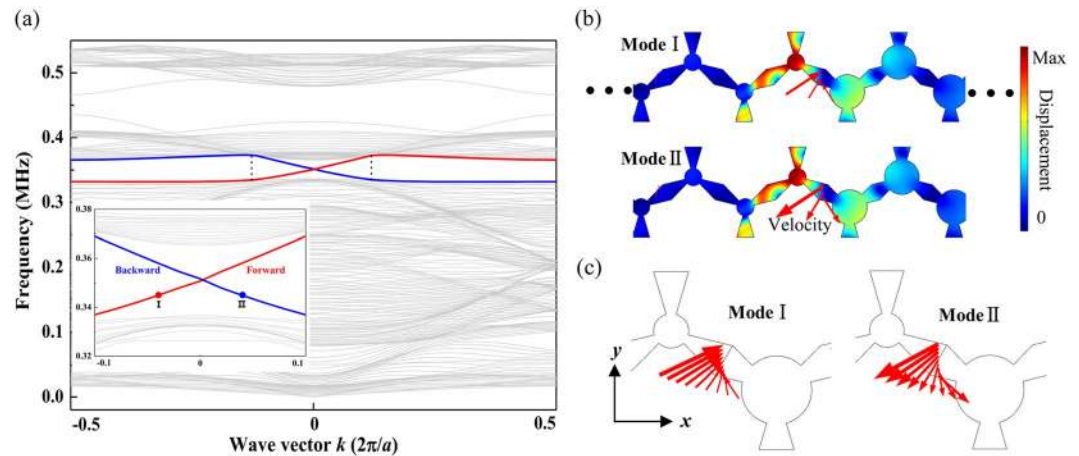 (a)
Frequency (MHz)
0.5
0.4
0.3
0.2
0.1
0.0
-0.5
0
0.5
Wave vector k (2π/a)
0.38
0.36
0.34
0.32
-0.1
0
0.1
Backward
Forward
I
II
(b)
Mode I
Mode II
Velocity
Max
Displacement
0
(c)
Mode I
Mode II
y
x